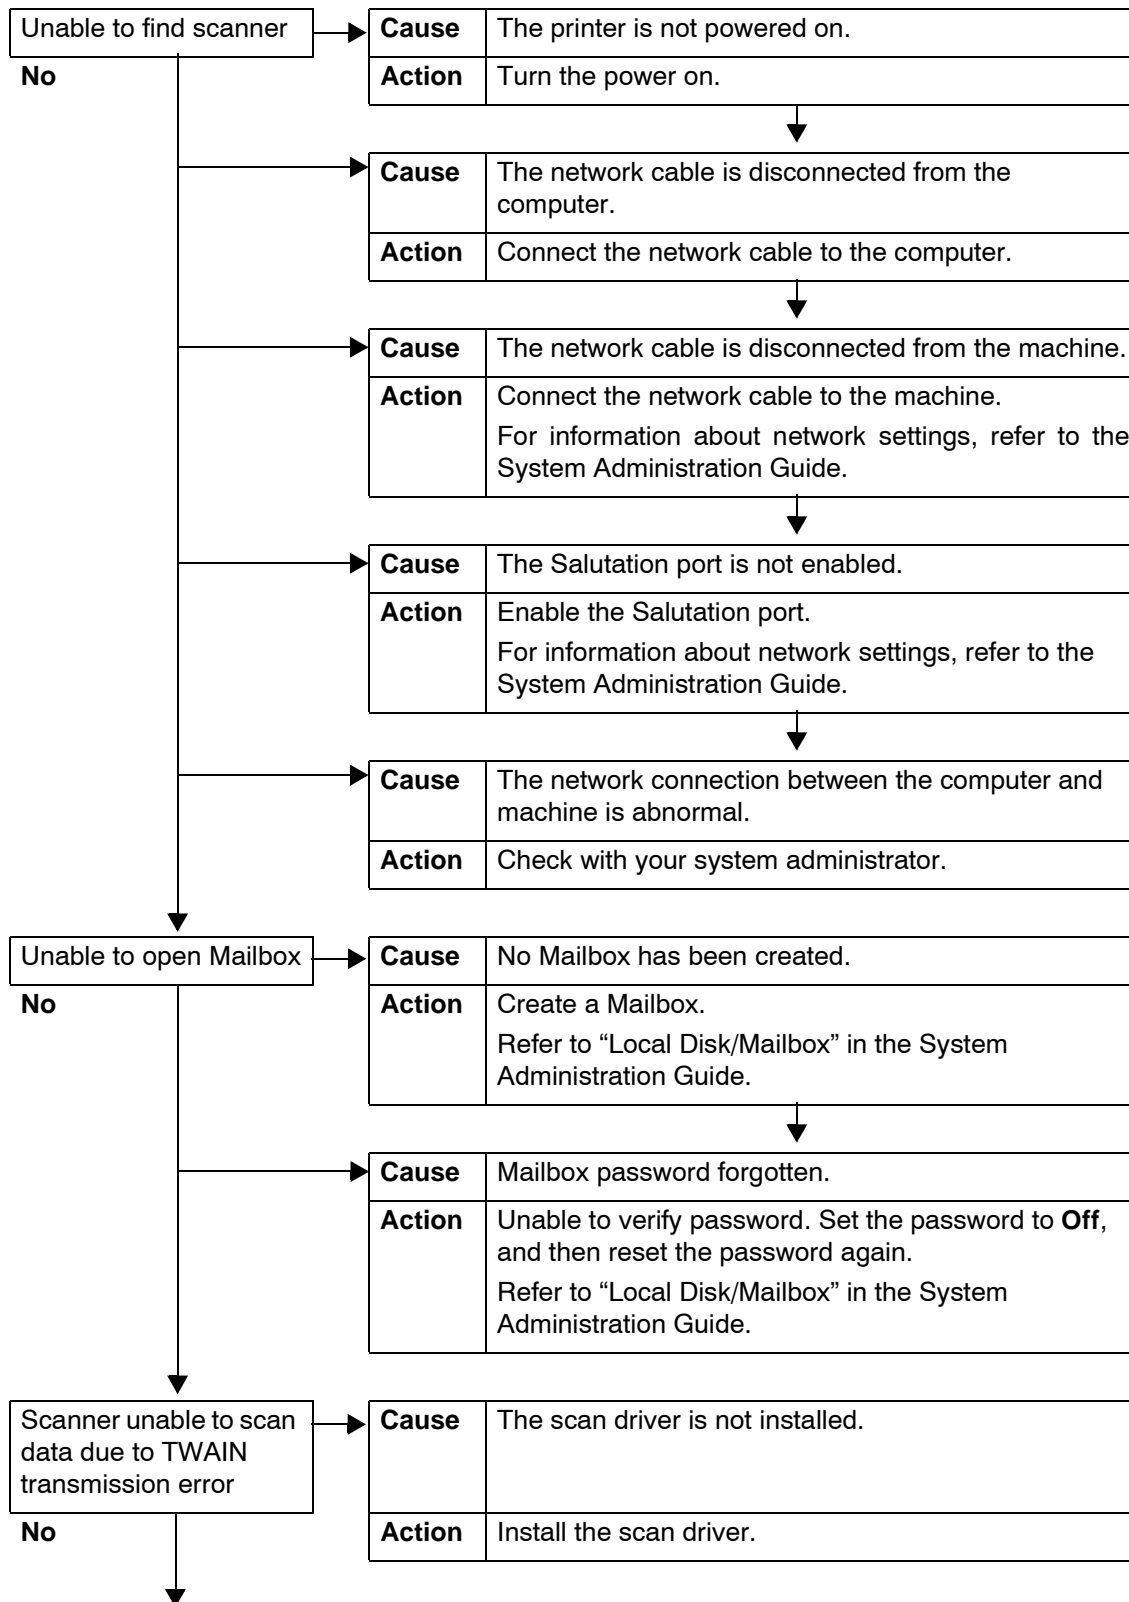 Unable to find scanner
Cause
The printer is not powered on.
No
Action
Turn the power on.
Cause
The network cable is disconnected from the
computer.
Action
Connect the network cable to the computer.
Cause
The network cable is disconnected from the machine.
Action
Connect the network cable to the machine.
For information about network settings, refer to the
System Administration Guide.
Cause
The Salutation port is not enabled.
Action
Enable the Salutation port.
For information about network settings, refer to the
System Administration Guide.
Cause
The network connection between the computer and
machine is abnormal.
Action
Check with your system administrator.
Unable to open Mailbox
Cause
No Mailbox has been created.
No
Action
Create a Mailbox.
Refer to “Local Disk/Mailbox” in the System
Administration Guide.
Cause
Mailbox password forgotten.
Action
Unable to verify password. Set the password to Off,
and then reset the password again.
Refer to “Local Disk/Mailbox” in the System
Administration Guide.
Scanner unable to scan
data due to TWAIN
transmission error
Cause
The scan driver is not installed.
No
Action
Install the scan driver.